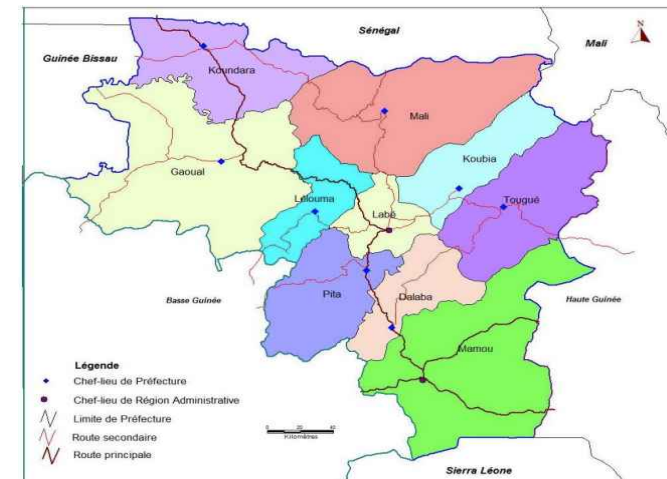 Sénégal
N
Guinée Bissau
Mali
Koundara
Mali
Koubia
Gaoual
Tougué
Lélouma
Labé
Basse Guinée
Pita
Dalaba
Haute Guinée
Mamou
Légende
Chef-lieu de Préfecture
Chef-lieu de Région Administrative
Limite de Préfecture
Route secondaire
Route principale
Kilomètres
Sierra Léone